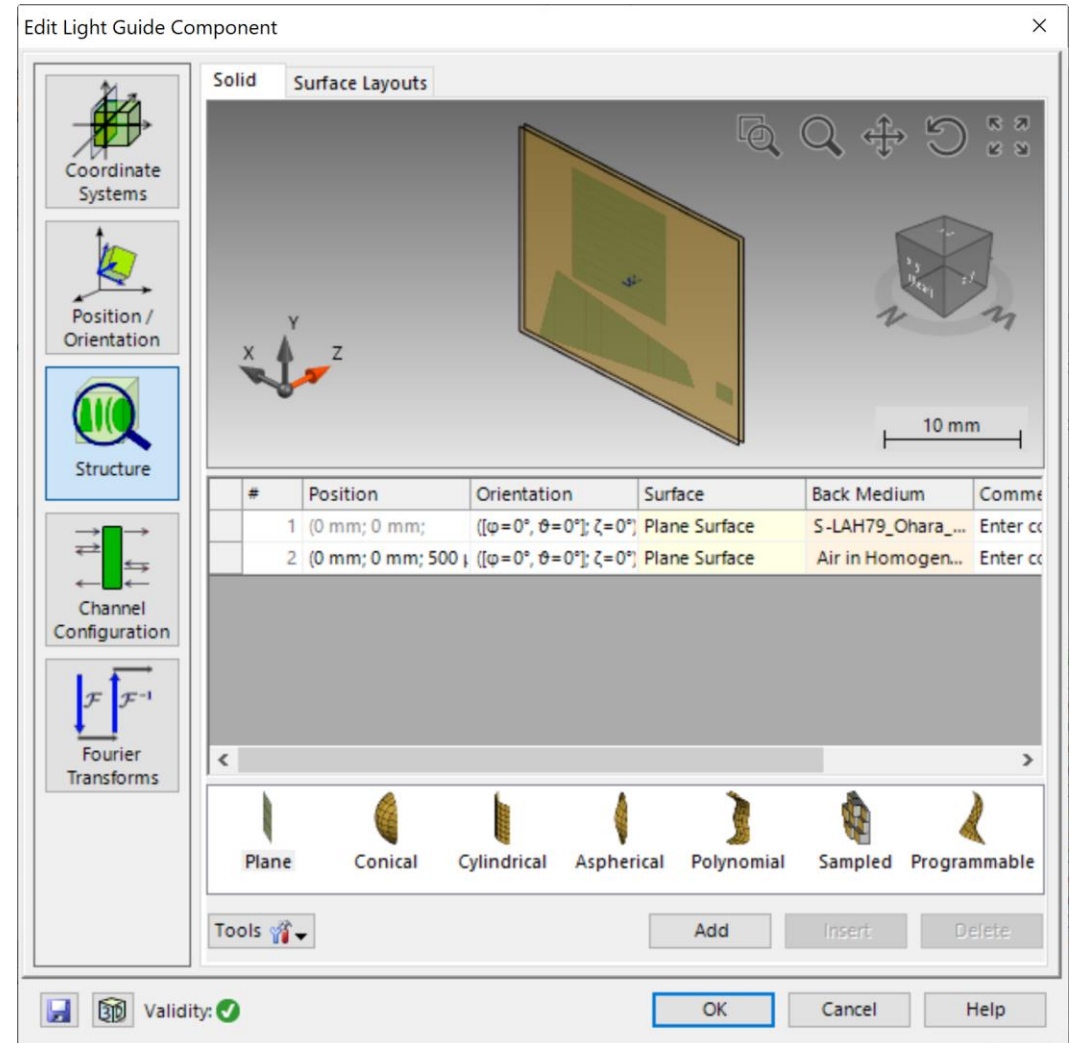 Edit Light Guide Component
Coordinate
Systems
Position /
Orientation
Structure
Channel
Configuration
Fourier
Transforms
Solid
Surface Layouts
X
Y
Z
10 mm
# Position Orientation Surface Back Medium Comme
1 (0 mm; 0 mm; ([φ=0°, θ=0°]; ζ=0°) Plane Surface S-LAH79_Ohara_... Enter co
2 (0 mm; 0 mm; 500 μ ([φ=0°, θ=0°]; ζ=0°) Plane Surface Air in Homogen... Enter co
Plane Conical Cylindrical Aspherical Polynomial Sampled Programmable
Tools Add Insert Delete
3D Validity: OK Cancel Help